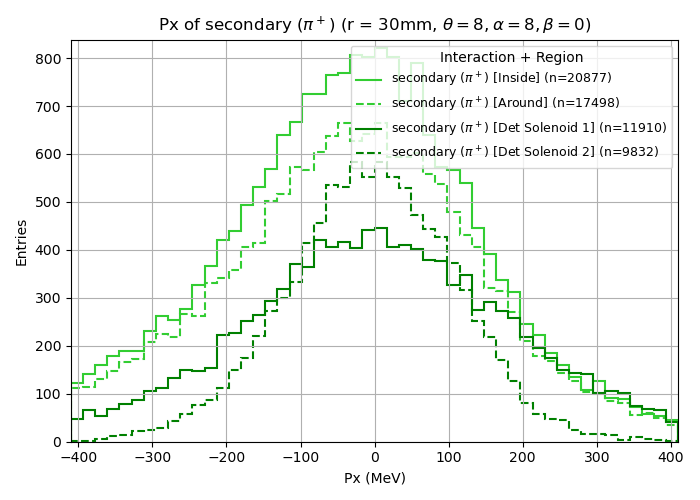 Px of secondary (π⁺) (r = 30mm, θ = 8, α = 8, β = 0)
Interaction + Region
secondary (π⁺) [Inside] (n=20877)
secondary (π⁺) [Around] (n=17498)
secondary (π⁺) [Det Solenoid 1] (n=11910)
secondary (π⁺) [Det Solenoid 2] (n=9832)
Entries
800
700
600
500
400
300
200
100
0
−400 −300 −200 −100 0 100 200 300 400
Px (MeV)